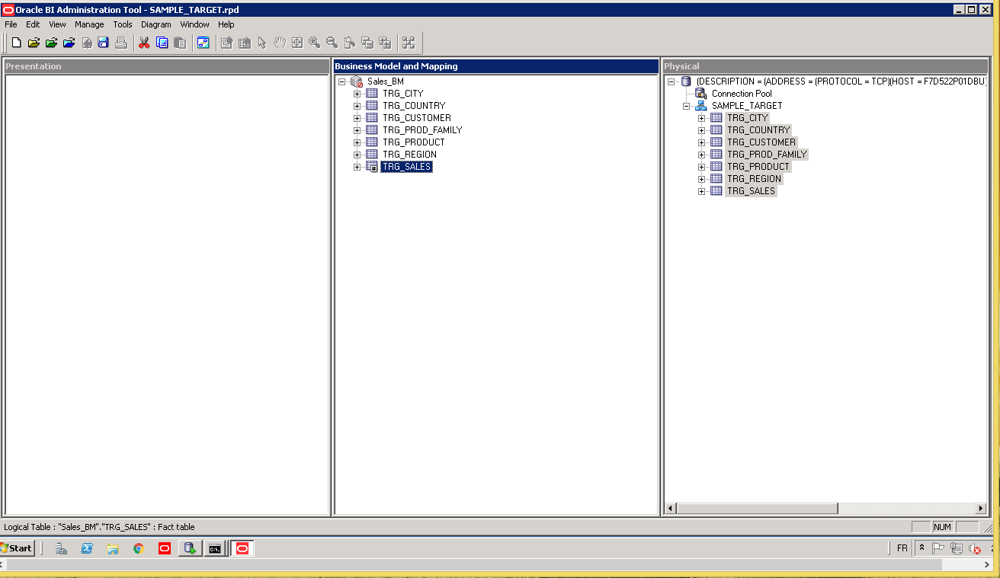 Oracle BI Administration Tool - SAMPLE_TARGET.rpd
File Edit View Manage Tools Diagram Window Help
Presentation
Business Model and Mapping
Sales_BM
TRG_CITY
TRG_COUNTRY
TRG_CUSTOMER
TRG_PROD_FAMILY
TRG_PRODUCT
TRG_REGION
TRG_SALES
Physical
(DESCRIPTION = (ADDRESS = (PROTOCOL = TCP)(HOST = F7D522P01DBU
Connection Pool
SAMPLE_TARGET
TRG_CITY
TRG_COUNTRY
TRG_CUSTOMER
TRG_PROD_FAMILY
TRG_PRODUCT
TRG_REGION
TRG_SALES
Logical Table : "Sales_BM"."TRG_SALES" : Fact table
NUM
Start
FR